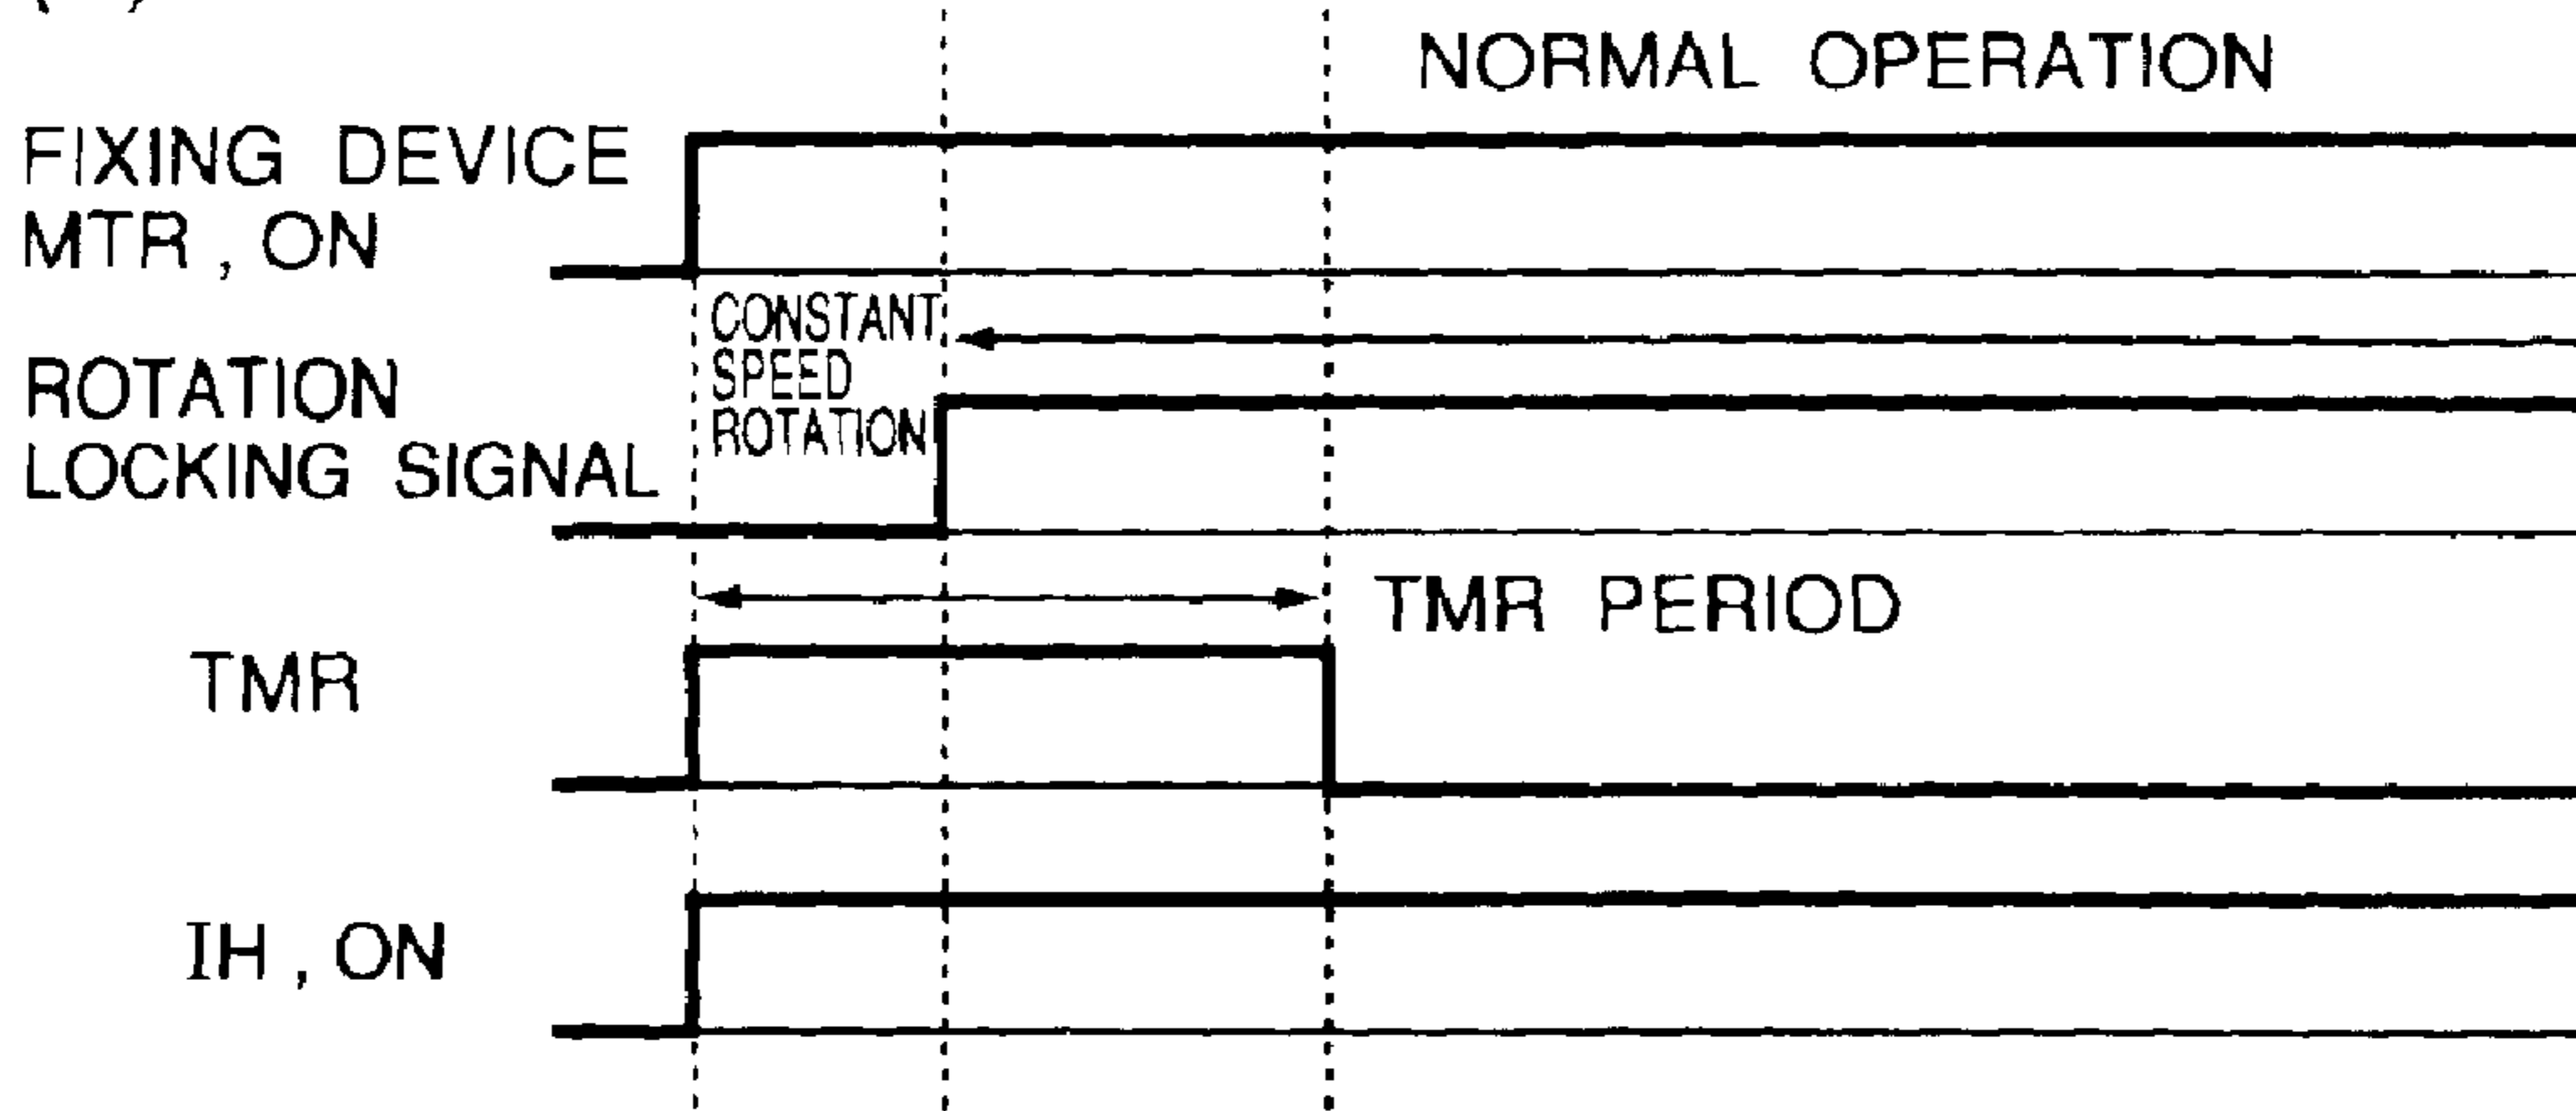 NORMAL OPERATION
FIXING DEVICE
MTR, ON
CONSTANT
SPEED
ROTATION
ROTATION
LOCKING SIGNAL
TMR PERIOD
TMR
IH, ON